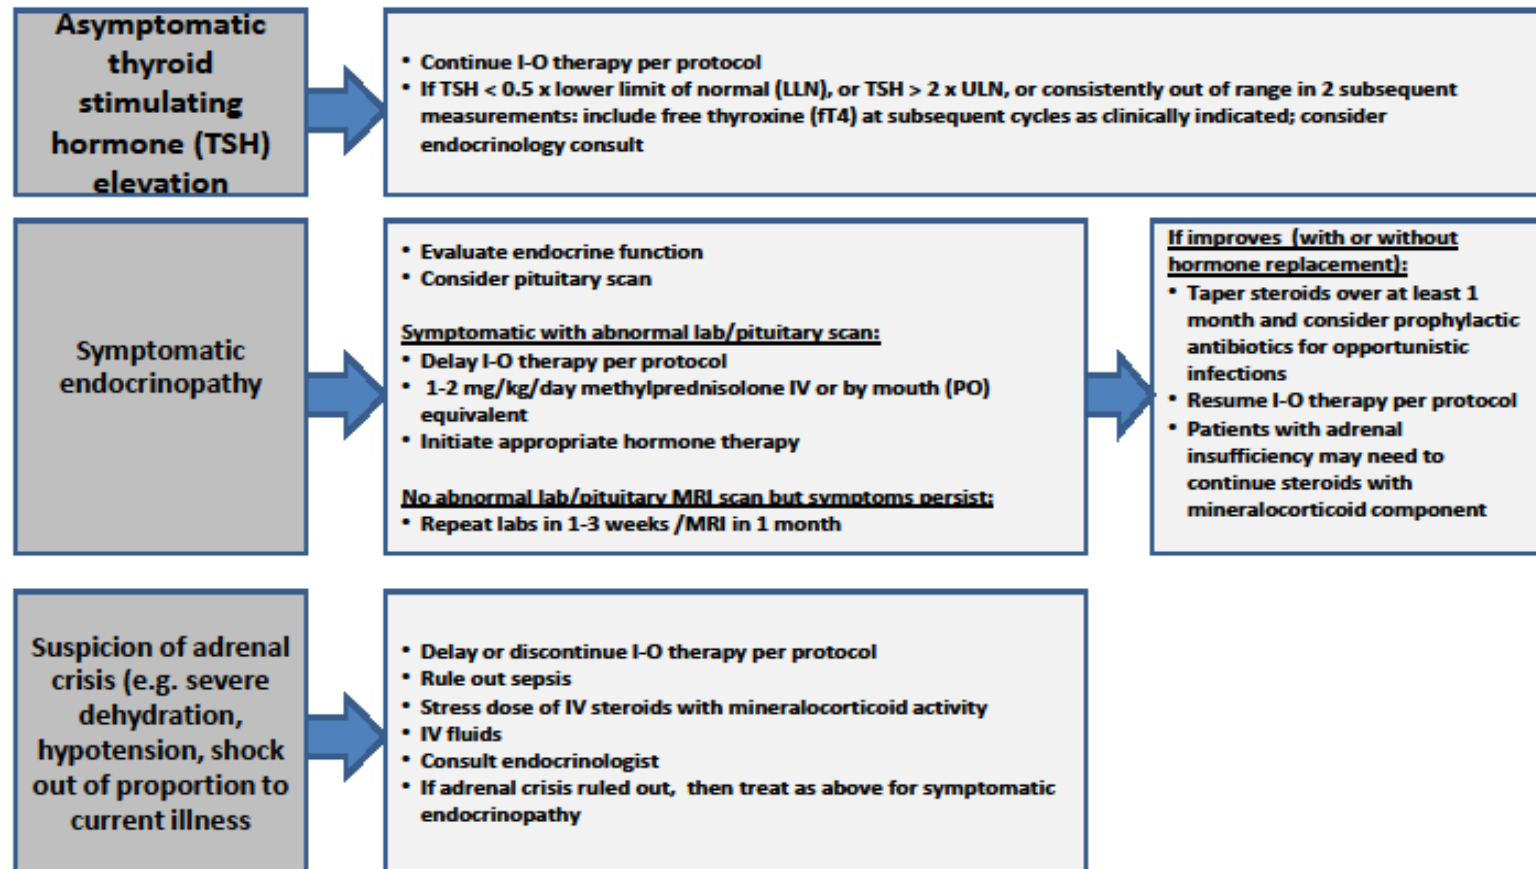 Asymptomatic
thyroid
stimulating
hormone (TSH)
elevation
• Continue I-O therapy per protocol
• If TSH < 0.5 x lower limit of normal (LLN), or TSH > 2 x ULN, or consistently out of range in 2 subsequent
measurements: include free thyroxine (fT4) at subsequent cycles as clinically indicated; consider
endocrinology consult
Symptomatic
endocrinopathy
• Evaluate endocrine function
• Consider pituitary scan
Symptomatic with abnormal lab/pituitary scan:
• Delay I-O therapy per protocol
• 1-2 mg/kg/day methylprednisolone IV or by mouth (PO)
equivalent
• Initiate appropriate hormone therapy
No abnormal lab/pituitary MRI scan but symptoms persist:
• Repeat labs in 1-3 weeks /MRI in 1 month
If improves (with or without
hormone replacement):
• Taper steroids over at least 1
month and consider prophylactic
antibiotics for opportunistic
infections
• Resume I-O therapy per protocol
• Patients with adrenal
insufficiency may need to
continue steroids with
mineralocorticoid component
Suspicion of adrenal
crisis (e.g. severe
dehydration,
hypotension, shock
out of proportion to
current illness
• Delay or discontinue I-O therapy per protocol
• Rule out sepsis
• Stress dose of IV steroids with mineralocorticoid activity
• IV fluids
• Consult endocrinologist
• If adrenal crisis ruled out, then treat as above for symptomatic
endocrinopathy